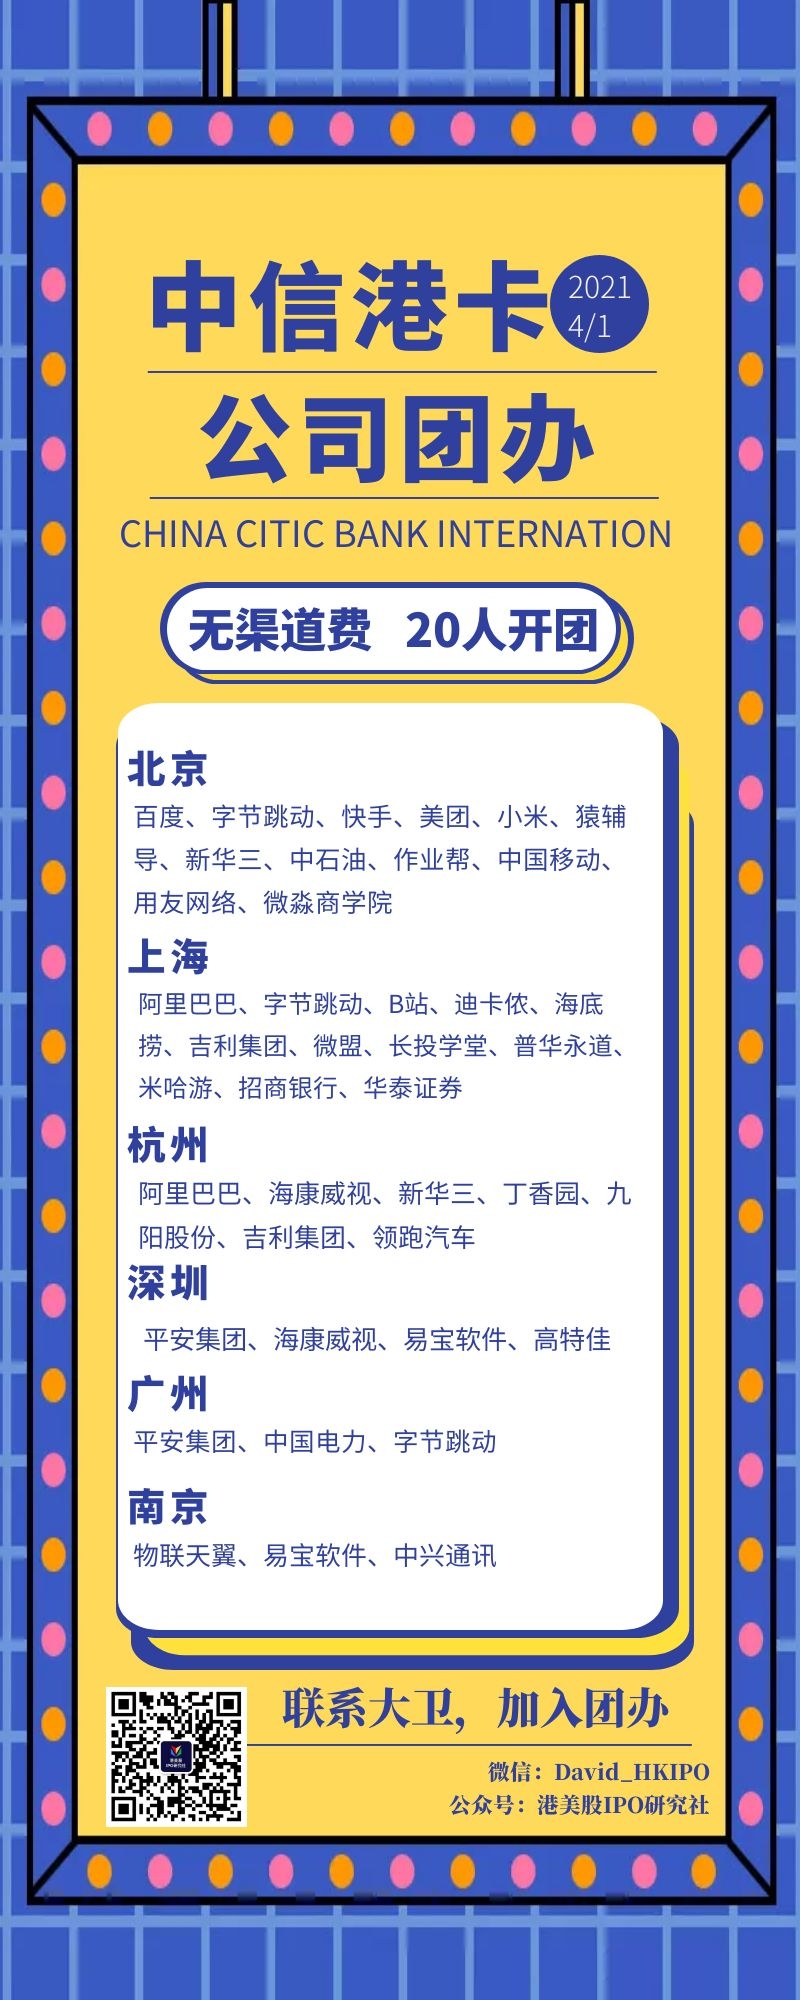 中信港卡
2021
4/1
公司团办
CHINA CITIC BANK INTERNATION
无渠道费 20人开团
北京
百度、字节跳动、快手、美团、小米、猿辅
导、新华三、中石油、作业帮、中国移动、
用友网络、微淼商学院
上海
阿里巴巴、字节跳动、B站、迪卡侬、海底
捞、吉利集团、微盟、长投学堂、普华永道、
米哈游、招商银行、华泰证券
杭州
阿里巴巴、海康威视、新华三、丁香园、九
阳股份、吉利集团、领跑汽车
深圳
平安集团、海康威视、易宝软件、高特佳
广州
平安集团、中国电力、字节跳动
南京
物联天翼、易宝软件、中兴通讯
联系大卫，加入团办
微信：David_HKIPO
公众号：港美股IPO研究社
港美股
IPO研究社